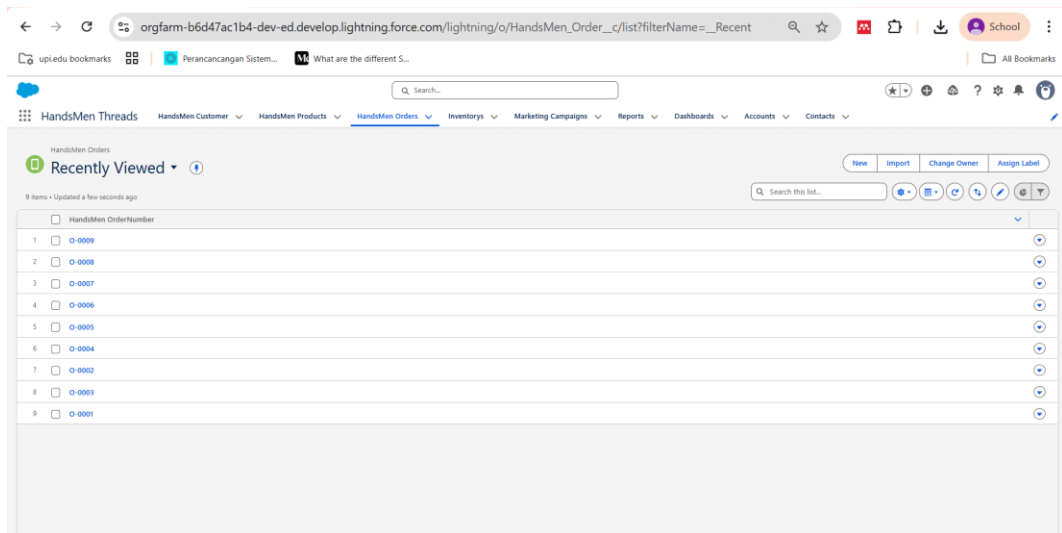 orgfarm-b6d47ac1b4-dev-ed.develop.lightning.force.com/lightning/o/HandsMen_Order__c/list?filterName=__Recent
School
upi.edu bookmarks
Perancancangan Sistem...
What are the different S...
All Bookmarks
Search...
HandsMen Threads
HandsMen Customer
HandsMen Products
HandsMen Orders
Inventorys
Marketing Campaigns
Reports
Dashboards
Accounts
Contacts
HandsMen Orders
Recently Viewed
New
Import
Change Owner
Assign Label
9 items • Updated a few seconds ago
Search this list...
HandsMen OrderNumber
1 O-0009
2 O-0008
3 O-0007
4 O-0006
5 O-0005
6 O-0004
7 O-0002
8 O-0003
9 O-0001